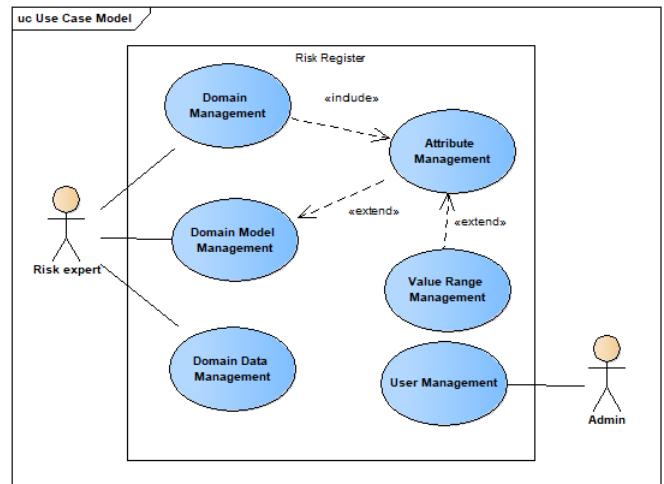 uc Use Case Model
Risk Register
Domain
Management
«include»
Attribute
Management
«extend»
«extend»
Domain Model
Management
Risk expert
Value Range
Management
Domain Data
Management
User Management
Admin